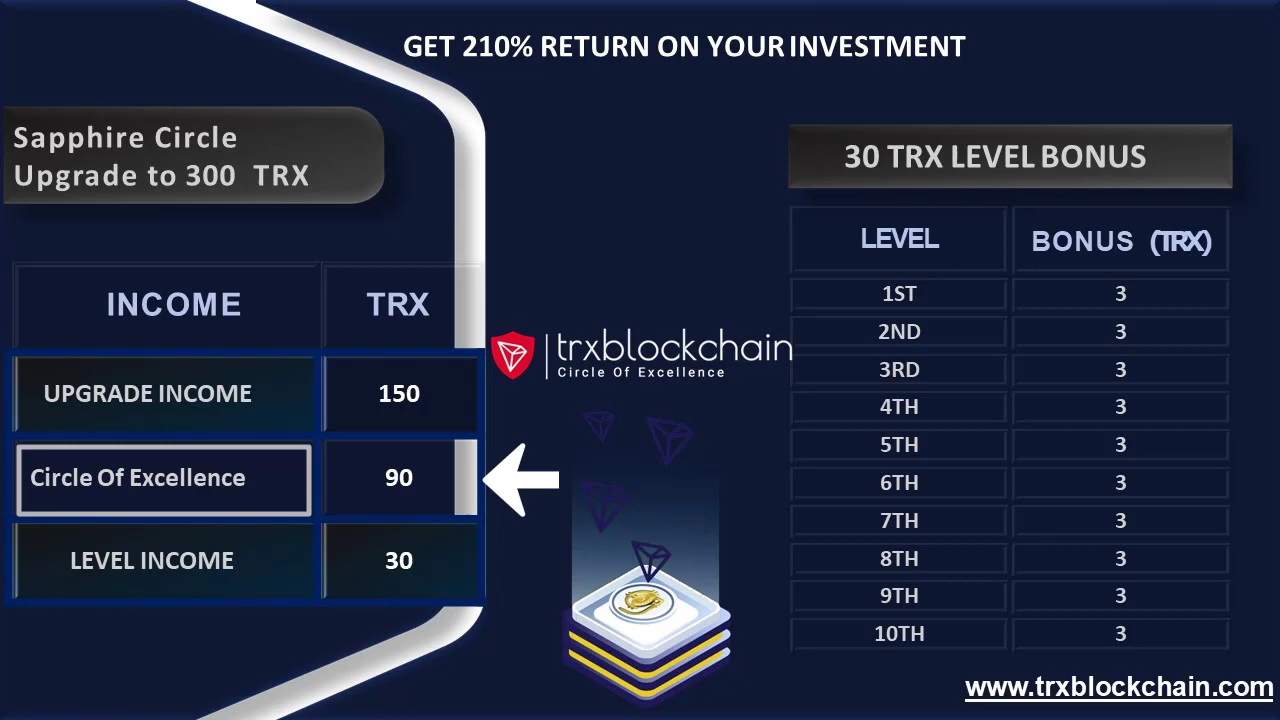 GET 210% RETURN ON YOUR INVESTMENT
Sapphire Circle
Upgrade to 300 TRX
INCOME TRX
UPGRADE INCOME 150
Circle Of Excellence 90
LEVEL INCOME 30
trxblockchain
Circle Of Excellence
30 TRX LEVEL BONUS
LEVEL BONUS (TRX)
1ST 3
2ND 3
3RD 3
4TH 3
5TH 3
6TH 3
7TH 3
8TH 3
9TH 3
10TH 3
www.trxblockchain.com